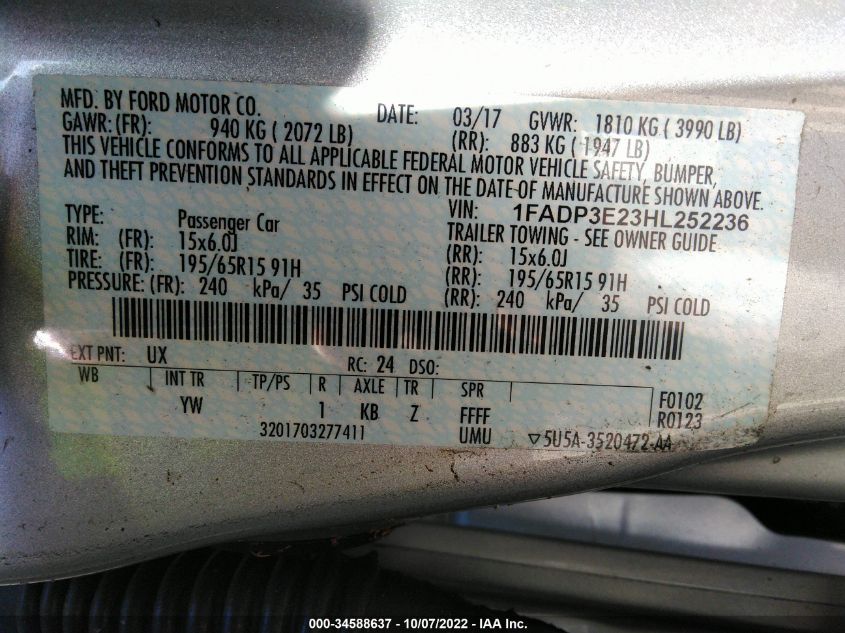 MFD. BY FORD MOTOR CO. DATE: 03/17 GVWR: 1810 KG ( 3990 LB)
GAWR: (FR): 940 KG ( 2072 LB) (RR): 883 KG ( 1947 LB)
THIS VEHICLE CONFORMS TO ALL APPLICABLE FEDERAL MOTOR VEHICLE SAFETY, BUMPER,
AND THEFT PREVENTION STANDARDS IN EFFECT ON THE DATE OF MANUFACTURE SHOWN ABOVE.
VIN: 1FADP3E23HL252236
TYPE: Passenger Car TRAILER TOWING - SEE OWNER GUIDE
RIM: (FR): 15x6.0J (RR): 15x6.0J
TIRE: (FR): 195/65R15 91H (RR): 195/65R15 91H
PRESSURE: (FR): 240 kPa/ 35 PSI COLD (RR): 240 kPa/ 35 PSI COLD
EXT PNT: UX RC: 24 DSO:
WB INT TR TP/PS R AXLE TR SPR F0102
YW 1 KB Z FFFF R0123
3201703277411 UMU ▽5U5A-3520472-AA
000-34588637 - 10/07/2022 - IAA Inc.